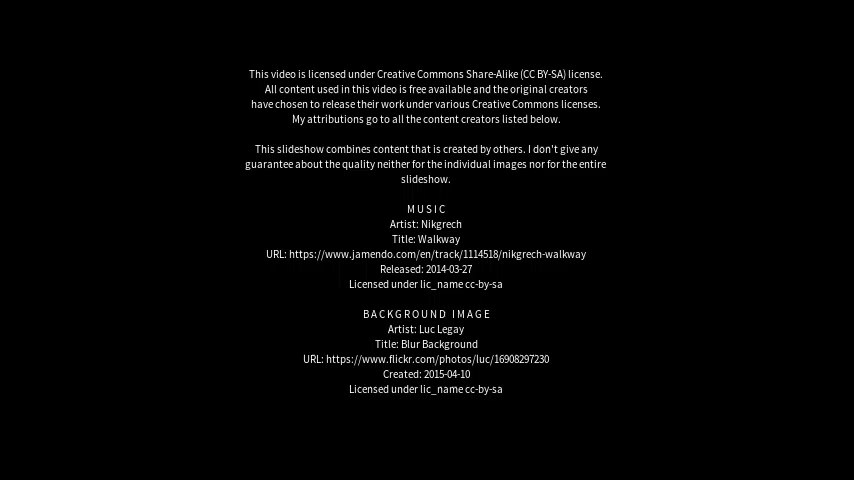 This video is licensed under Creative Commons Share-Alike (CC BY-SA) license.
All content used in this video is free available and the original creators
have chosen to release their work under various Creative Commons licenses.
My attributions go to all the content creators listed below.
This slideshow combines content that is created by others. I don't give any
guarantee about the quality neither for the individual images nor for the entire
slideshow.
MUSIC
Artist: Nikgrech
Title: Walkway
URL: https://www.jamendo.com/en/track/1114518/nikgrech-walkway
Released: 2014-03-27
Licensed under lic_name cc-by-sa
BACKGROUND IMAGE
Artist: Luc Legay
Title: Blur Background
URL: https://www.flickr.com/photos/luc/16908297230
Created: 2015-04-10
Licensed under lic_name cc-by-sa